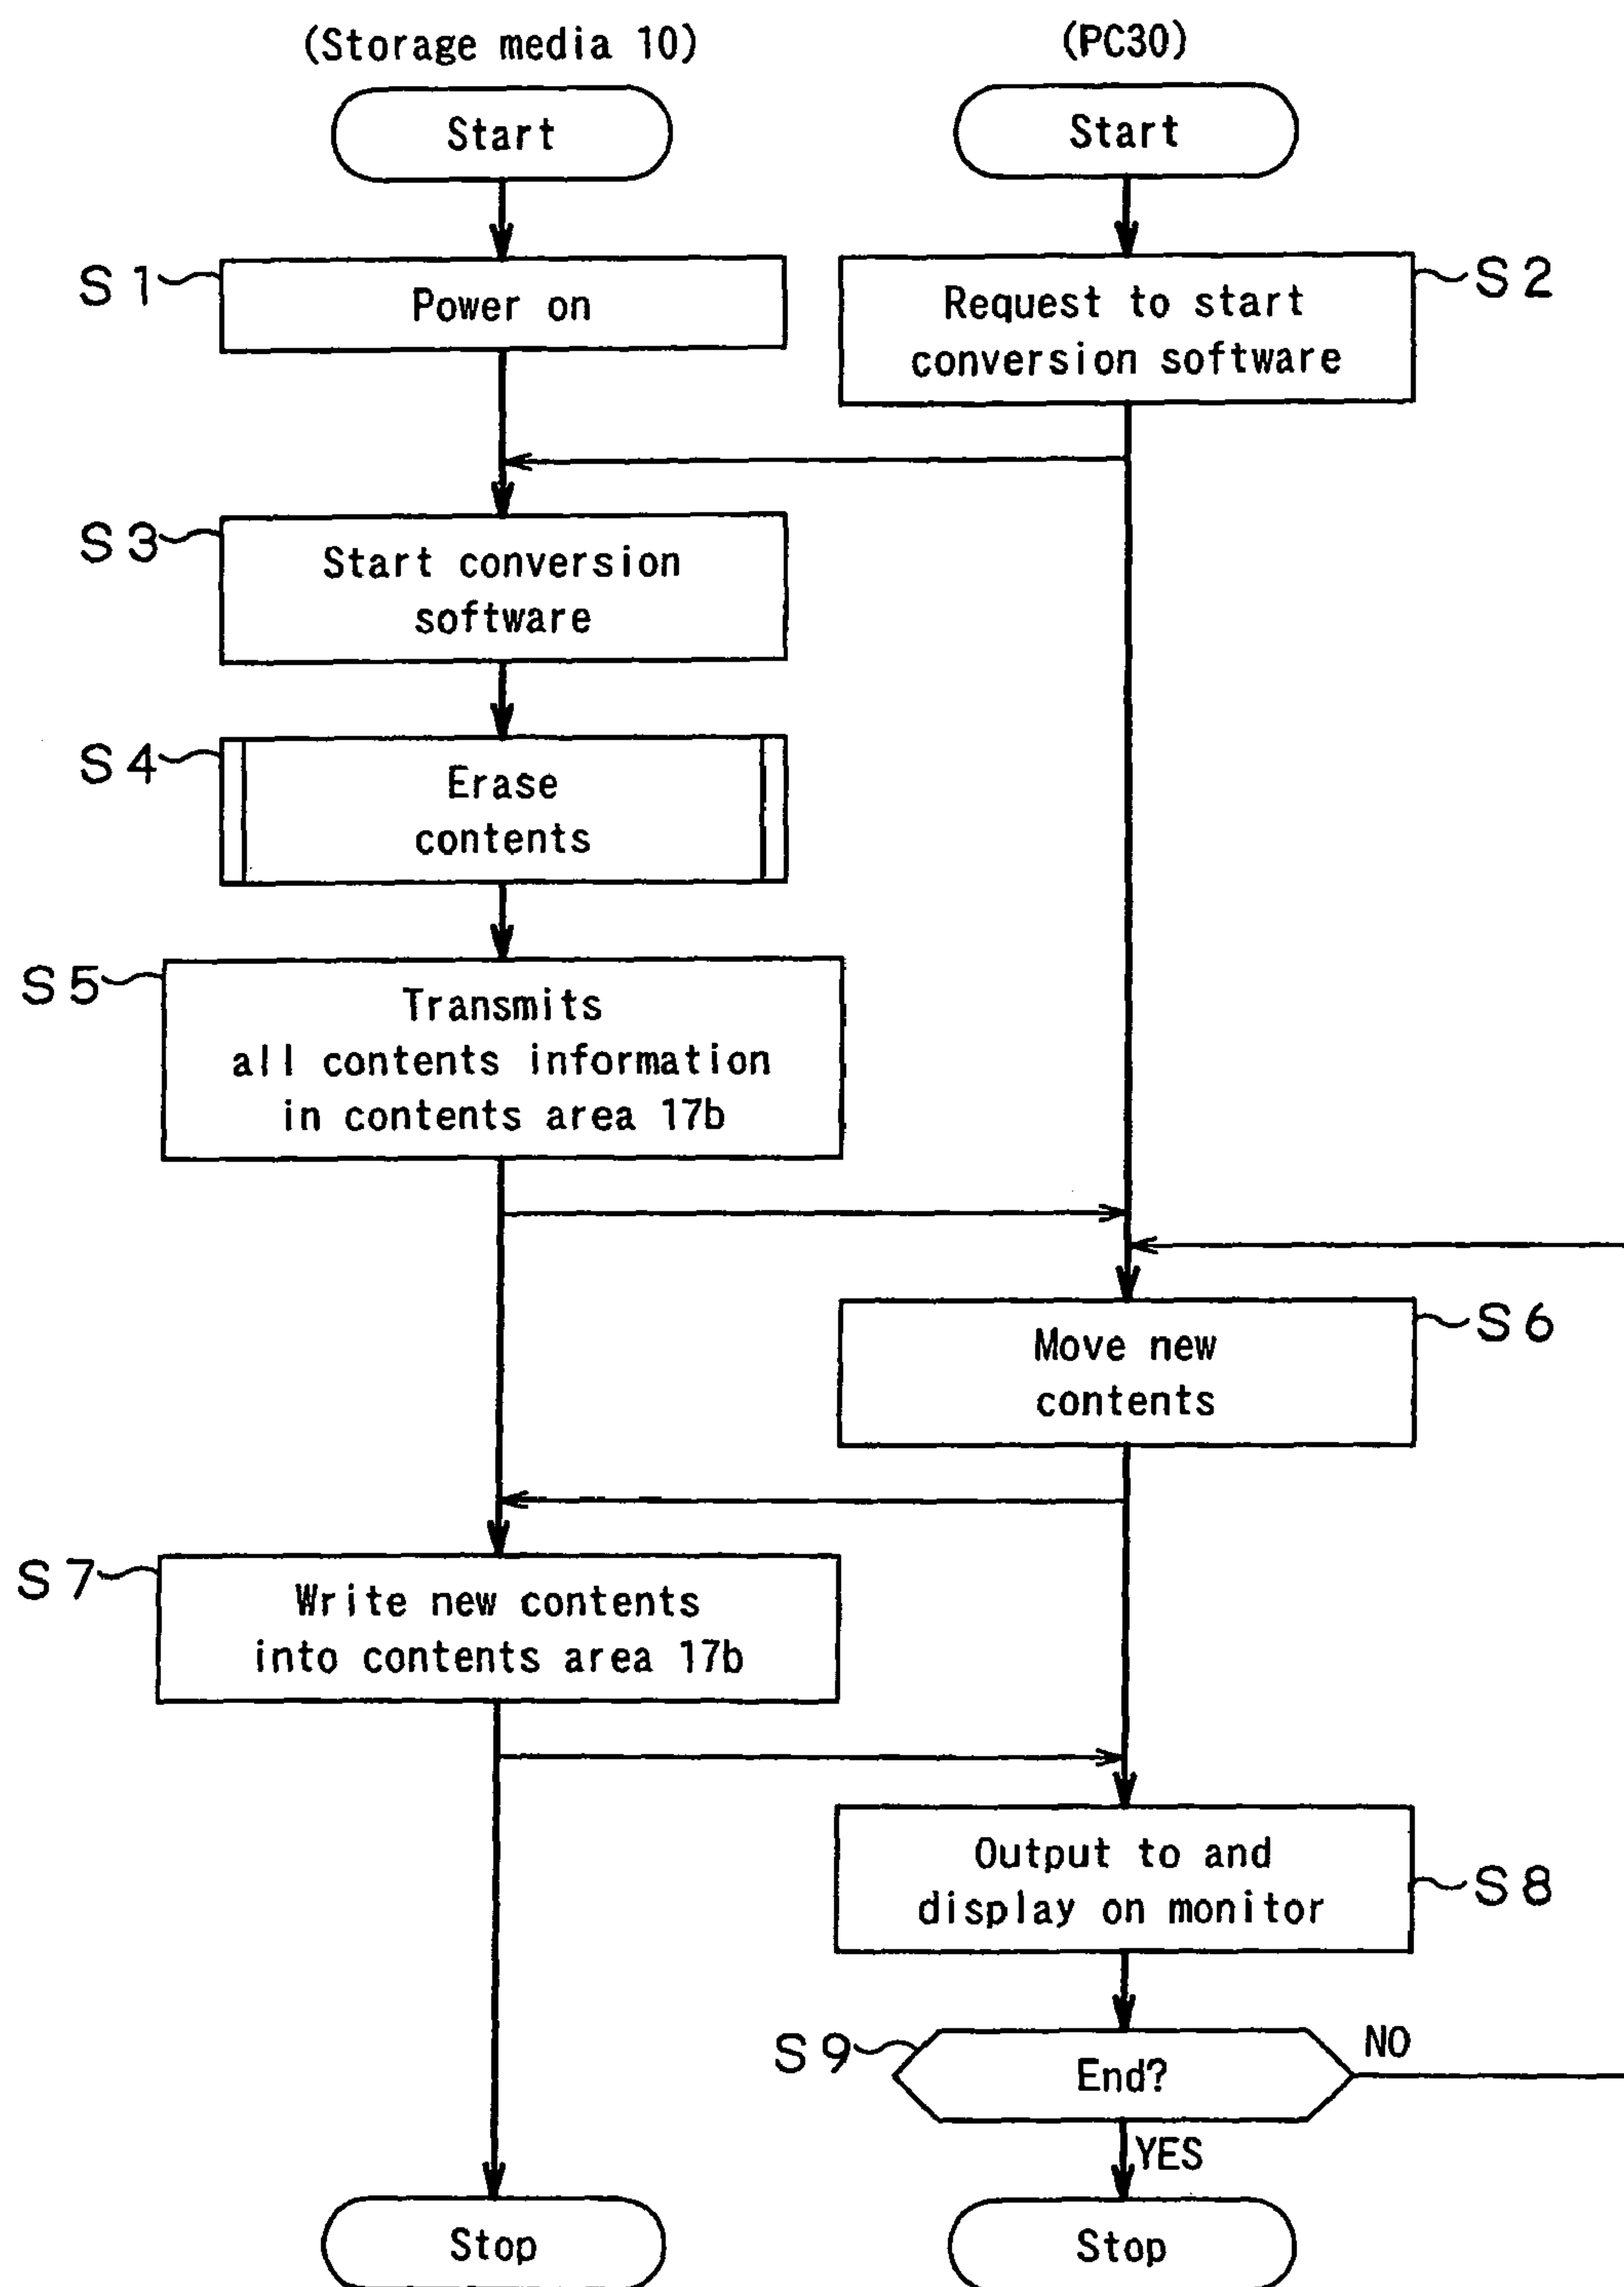 (Storage media 10)
(PC30)
Start
Start
S1
Power on
S2
Request to start
conversion software
S3
Start conversion
software
S4
Erase
contents
S5
Transmits
all contents information
in contents area 17b
S6
Move new
contents
S7
Write new contents
into contents area 17b
S8
Output to and
display on monitor
S9
End?
NO
YES
Stop
Stop